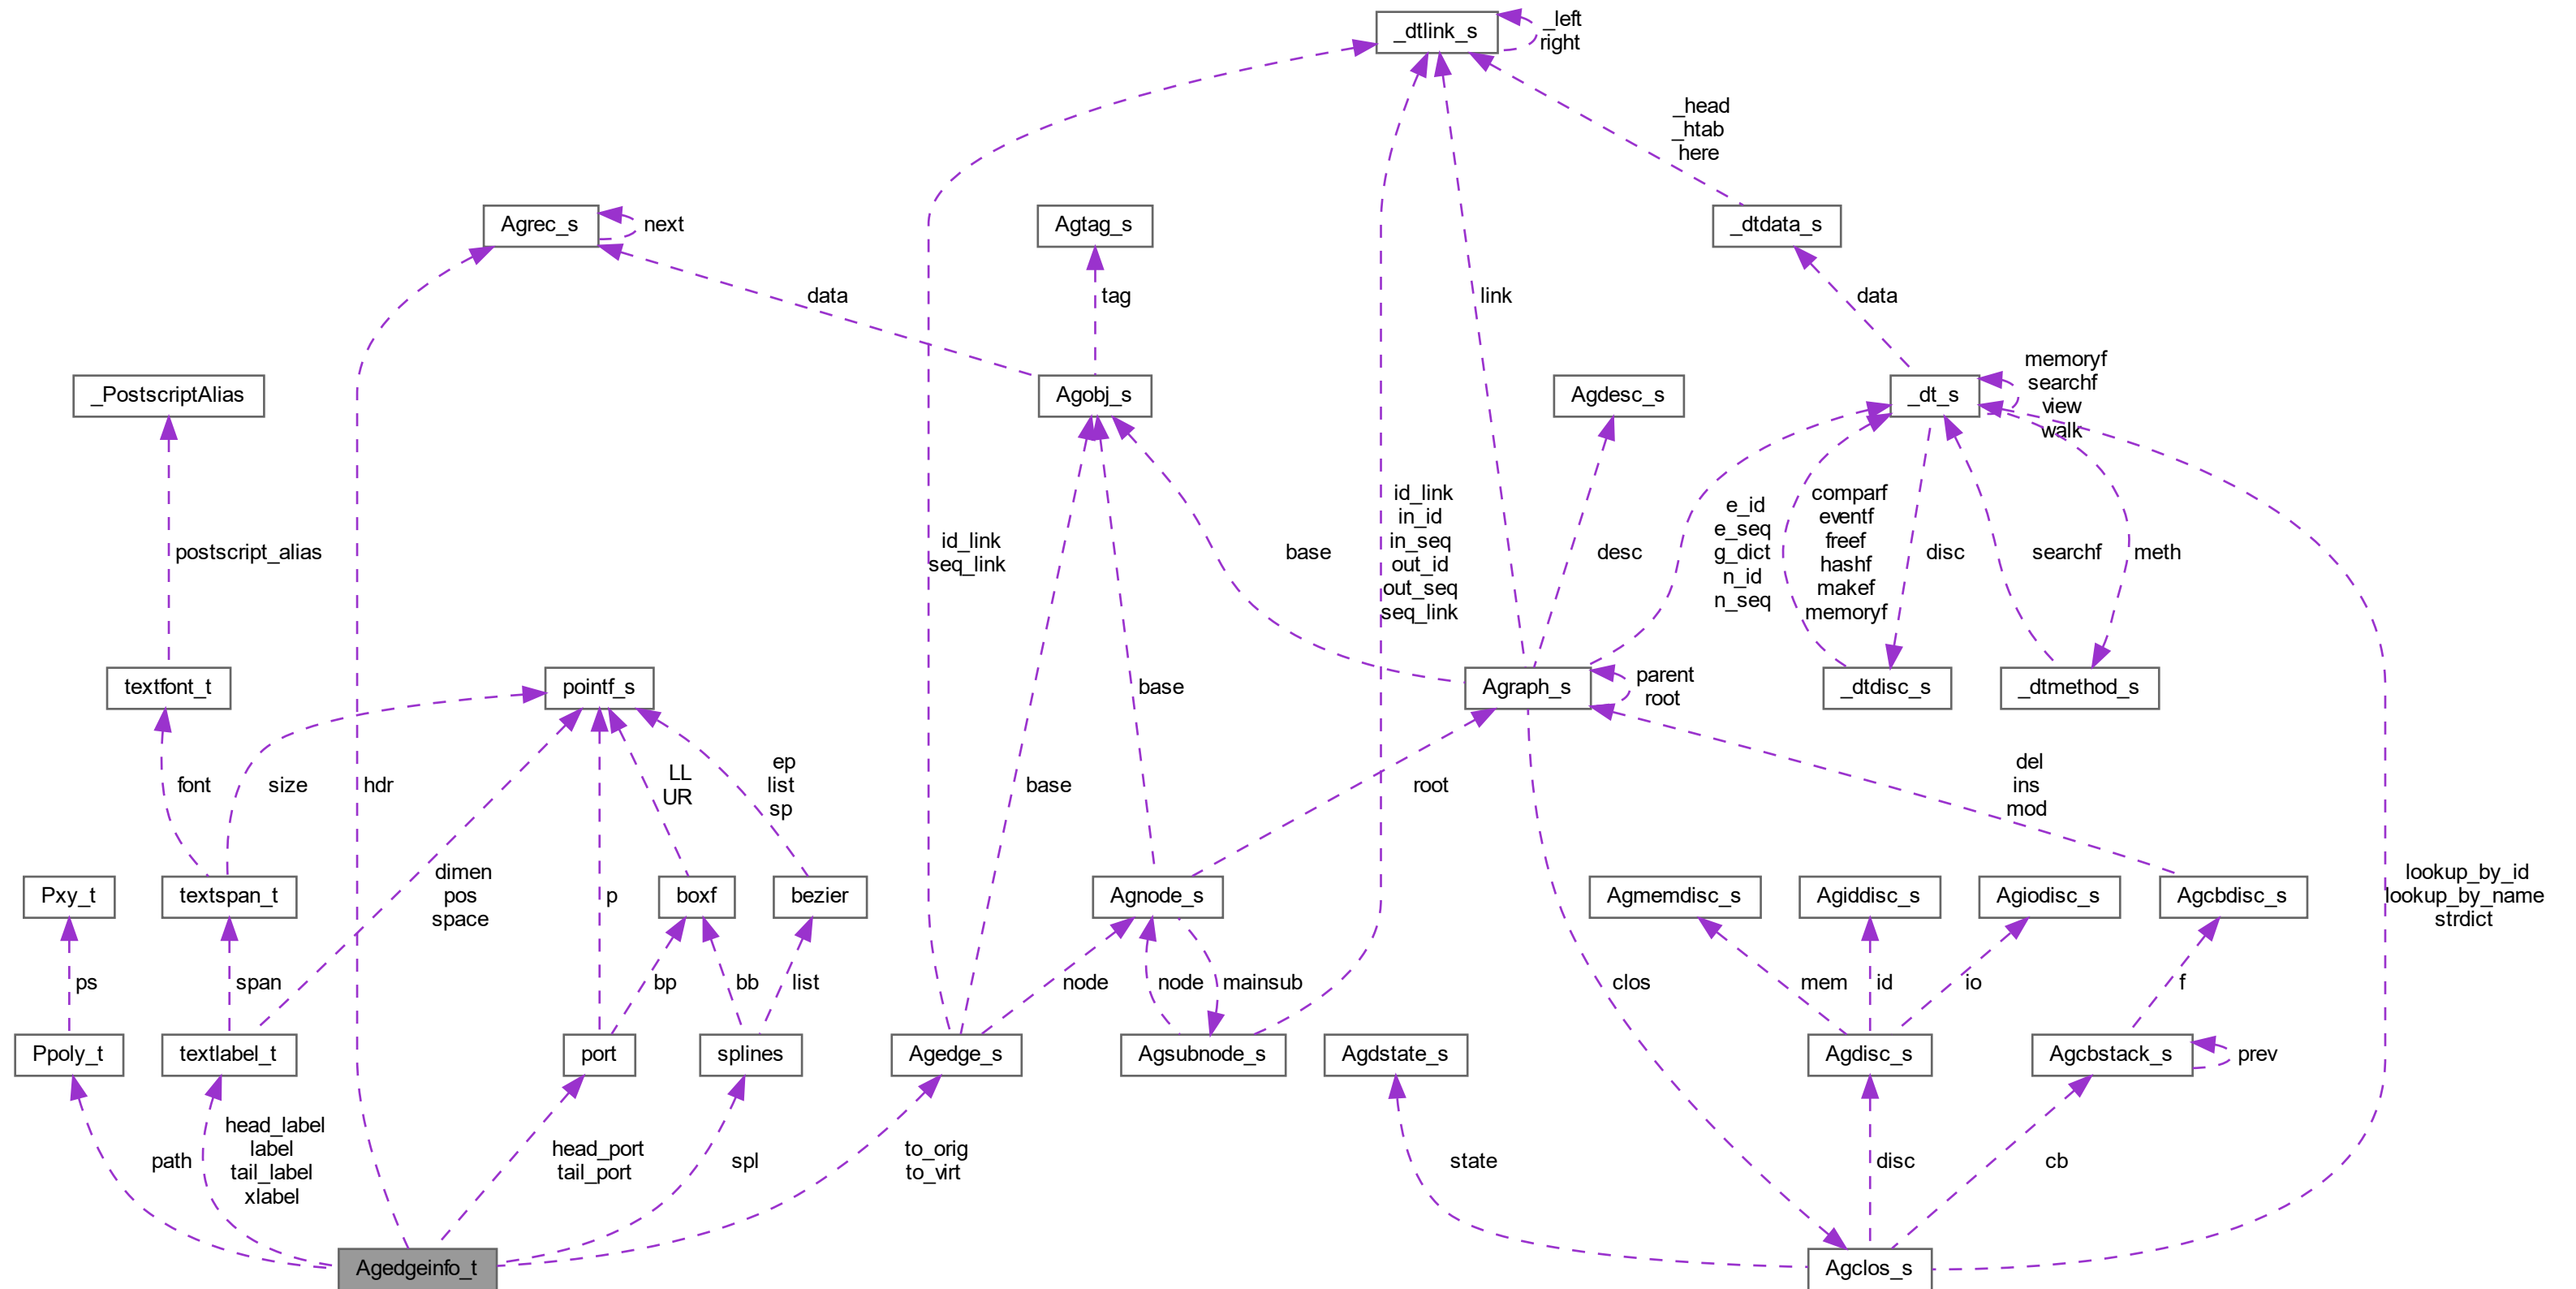 _dtlink_s
_left
right
_head
_htab
here
Agrec_s
next
Agtag_s
_dtdata_s
data
tag
link
data
_PostscriptAlias
Agobj_s
Agdesc_s
_dt_s
memoryf
searchf
view
walk
postscript_alias
id_link
seq_link
base
id_link
in_id
in_seq
out_id
out_seq
seq_link
desc
e_id
e_seq
g_dict
n_id
n_seq
comparf
eventf
freef
hashf
makef
memoryf
disc
searchf
meth
textfont_t
pointf_s
base
Agraph_s
parent
root
_dtdisc_s
_dtmethod_s
font
size
hdr
LL
UR
ep
list
sp
base
root
del
ins
mod
Pxy_t
textspan_t
dimen
pos
space
p
boxf
bezier
Agnode_s
Agmemdisc_s
Agiddisc_s
Agiodisc_s
Agcbdisc_s
lookup_by_id
lookup_by_name
strdict
ps
span
bp
bb
list
node
node
mainsub
clos
mem
id
io
f
Ppoly_t
textlabel_t
port
splines
Agedge_s
Agsubnode_s
Agdstate_s
Agdisc_s
Agcbstack_s
prev
path
head_label
label
tail_label
xlabel
head_port
tail_port
spl
to_orig
to_virt
state
disc
cb
Agedgeinfo_t
Agclos_s